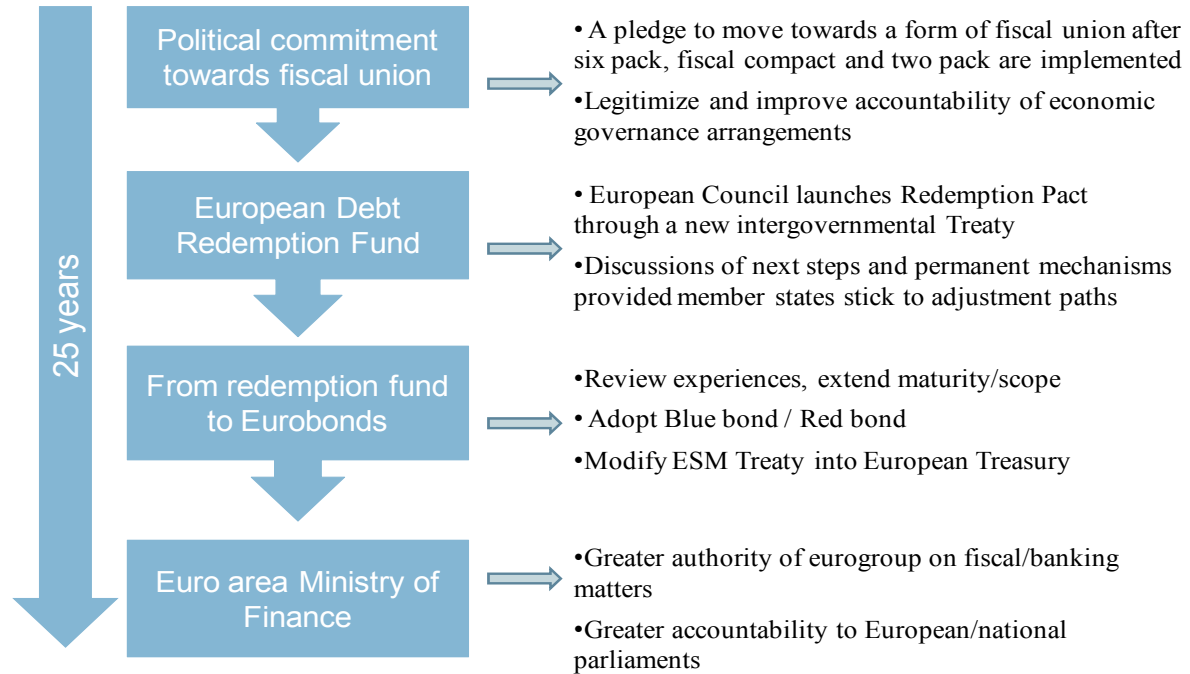 25 years
Political commitment
towards fiscal union
• A pledge to move towards a form of fiscal union after
six pack, fiscal compact and two pack are implemented
•Legitimize and improve accountability of economic
governance arrangements
European Debt
Redemption Fund
• European Council launches Redemption Pact
through a new intergovernmental Treaty
•Discussions of next steps and permanent mechanisms
provided member states stick to adjustment paths
From redemption fund
to Eurobonds
•Review experiences, extend maturity/scope
• Adopt Blue bond / Red bond
•Modify ESM Treaty into European Treasury
Euro area Ministry of
Finance
•Greater authority of eurogroup on fiscal/banking
matters
•Greater accountability to European/national
parliaments